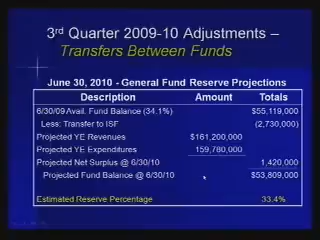 3rd Quarter 2009-10 Adjustments –
Transfers Between Funds
June 30, 2010 - General Fund Reserve Projections
Description Amount Totals
6/30/09 Avail. Fund Balance (34.1%) $55,119,000
Less: Transfer to ISF (2,730,000)
Projected YE Revenues $161,200,000
Projected YE Expenditures 159,780,000
Projected Net Surplus @ 6/30/10 1,420,000
Projected Fund Balance @ 6/30/10 $53,809,000
Estimated Reserve Percentage 33.4%